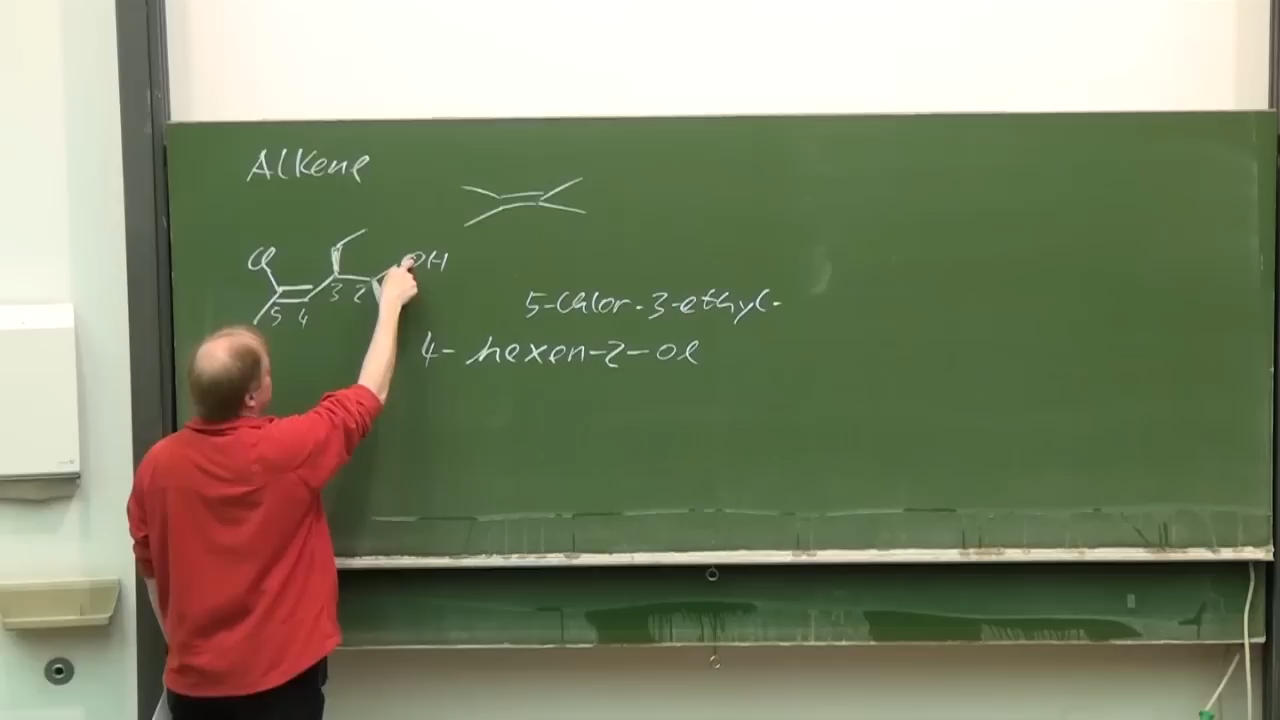 Alkene
Cl
OH
3 2
5 4
5-Chlor-3-ethyl-
4-hexen-2-ol